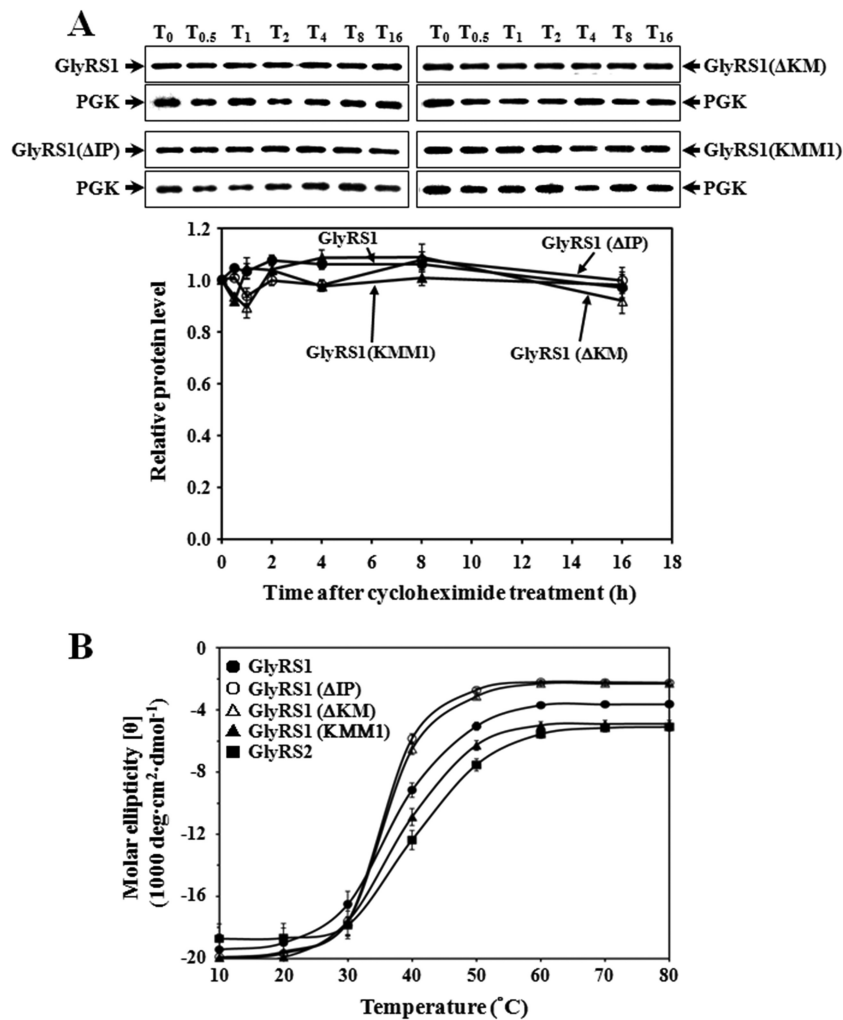 A
T0 T0.5 T1 T2 T4 T8 T16 T0 T0.5 T1 T2 T4 T8 T16
GlyRS1 GlyRS1(ΔKM)
PGK PGK
GlyRS1(ΔIP) GlyRS1(KMM1)
PGK PGK
1.2
GlyRS1 GlyRS1 (ΔIP)
1.0
GlyRS1(KMM1) GlyRS1 (ΔKM)
0.8
0.6
0.4
0.2
0.0
Relative protein level
0 2 4 6 8 10 12 14 16 18
Time after cycloheximide treatment (h)
B
0
GlyRS1
GlyRS1 (ΔIP)
GlyRS1 (ΔKM)
GlyRS1 (KMM1)
GlyRS2
-4
-8
-12
-16
-20
Molar ellipticity [θ]
(1000 deg·cm2·dmol-1)
10 20 30 40 50 60 70 80
Temperature (˚C)